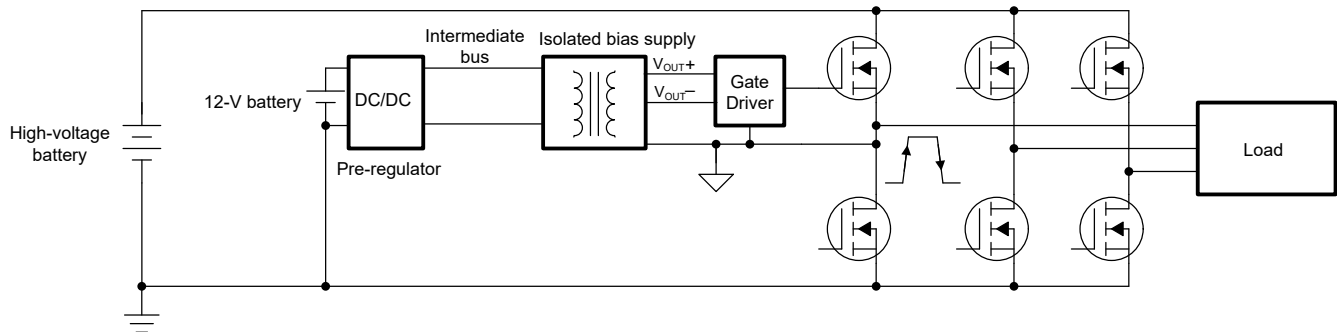 Intermediate
bus
Isolated bias supply
VOUT+
VOUT−
Gate
Driver
DC/DC
12-V battery
High-voltage
battery
Pre-regulator
Load